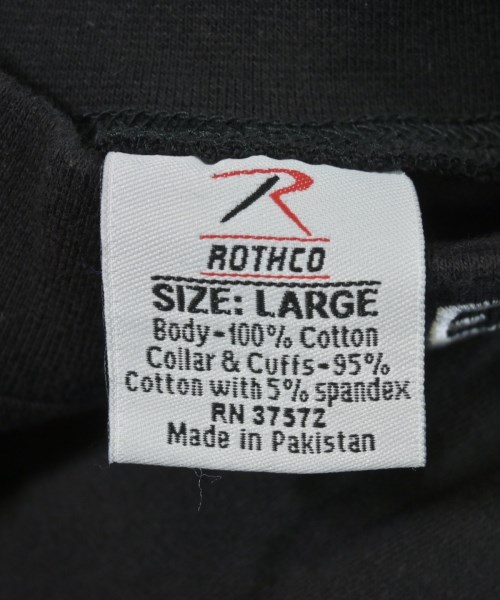 ROTHCO
SIZE: LARGE
Body-100% Cotton
Collar & Cuffs-95%
Cotton with 5% spandex
RN 37572
Made in Pakistan